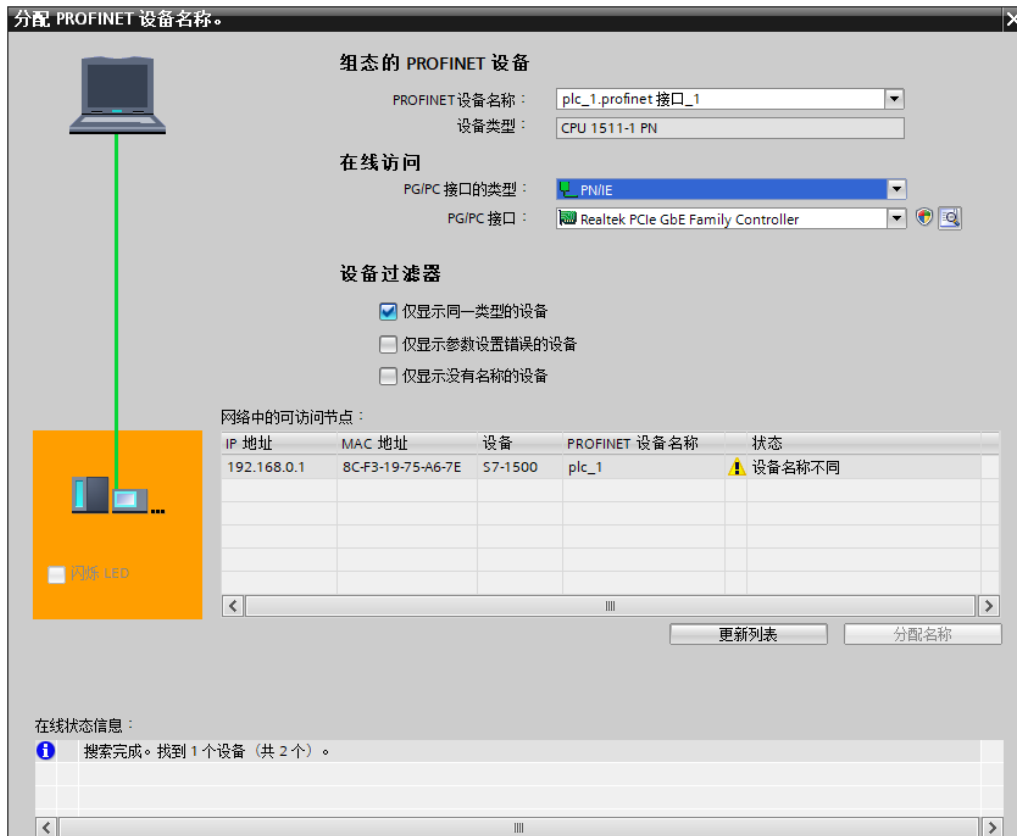 分配 PROFINET 设备名称。
组态的 PROFINET 设备
PROFINET设备名称： plc_1.profinet 接口_1
设备类型： CPU 1511-1 PN
在线访问
PG/PC 接口的类型： PN/IE
PG/PC 接口： Realtek PCIe GbE Family Controller
设备过滤器
仅显示同一类型的设备
仅显示参数设置错误的设备
仅显示没有名称的设备
网络中的可访问节点：
IP 地址 MAC 地址 设备 PROFINET 设备名称 状态
192.168.0.1 8C-F3-19-75-A6-7E S7-1500 plc_1 设备名称不同
闪烁 LED
更新列表 分配名称
在线状态信息：
搜索完成。找到 1 个设备（共 2 个）。